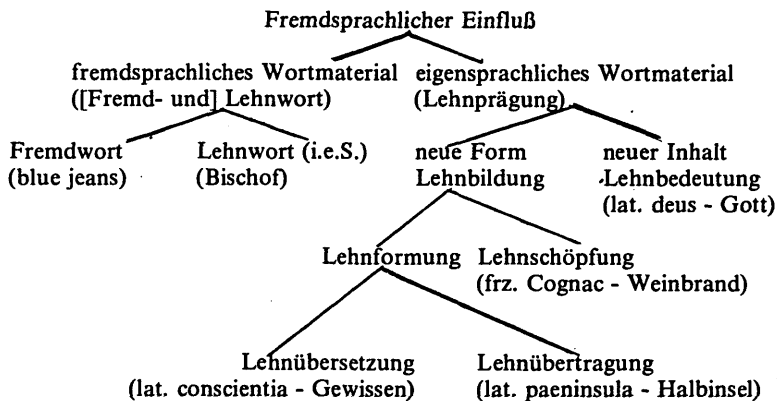 Fremdsprachlicher Einfluß
fremdsprachliches Wortmaterial eigensprachliches Wortmaterial
([Fremd- und] Lehnwort) (Lehnprägung)
Fremdwort Lehnwort (i.e.S.) neue Form neuer Inhalt
(blue jeans) (Bischof) Lehnbildung Lehnbedeutung
(lat. deus - Gott)
Lehnformung Lehnschöpfung
(frz. Cognac - Weinbrand)
Lehnübersetzung Lehnübertragung
(lat. conscientia - Gewissen) (lat. paeninsula - Halbinsel)